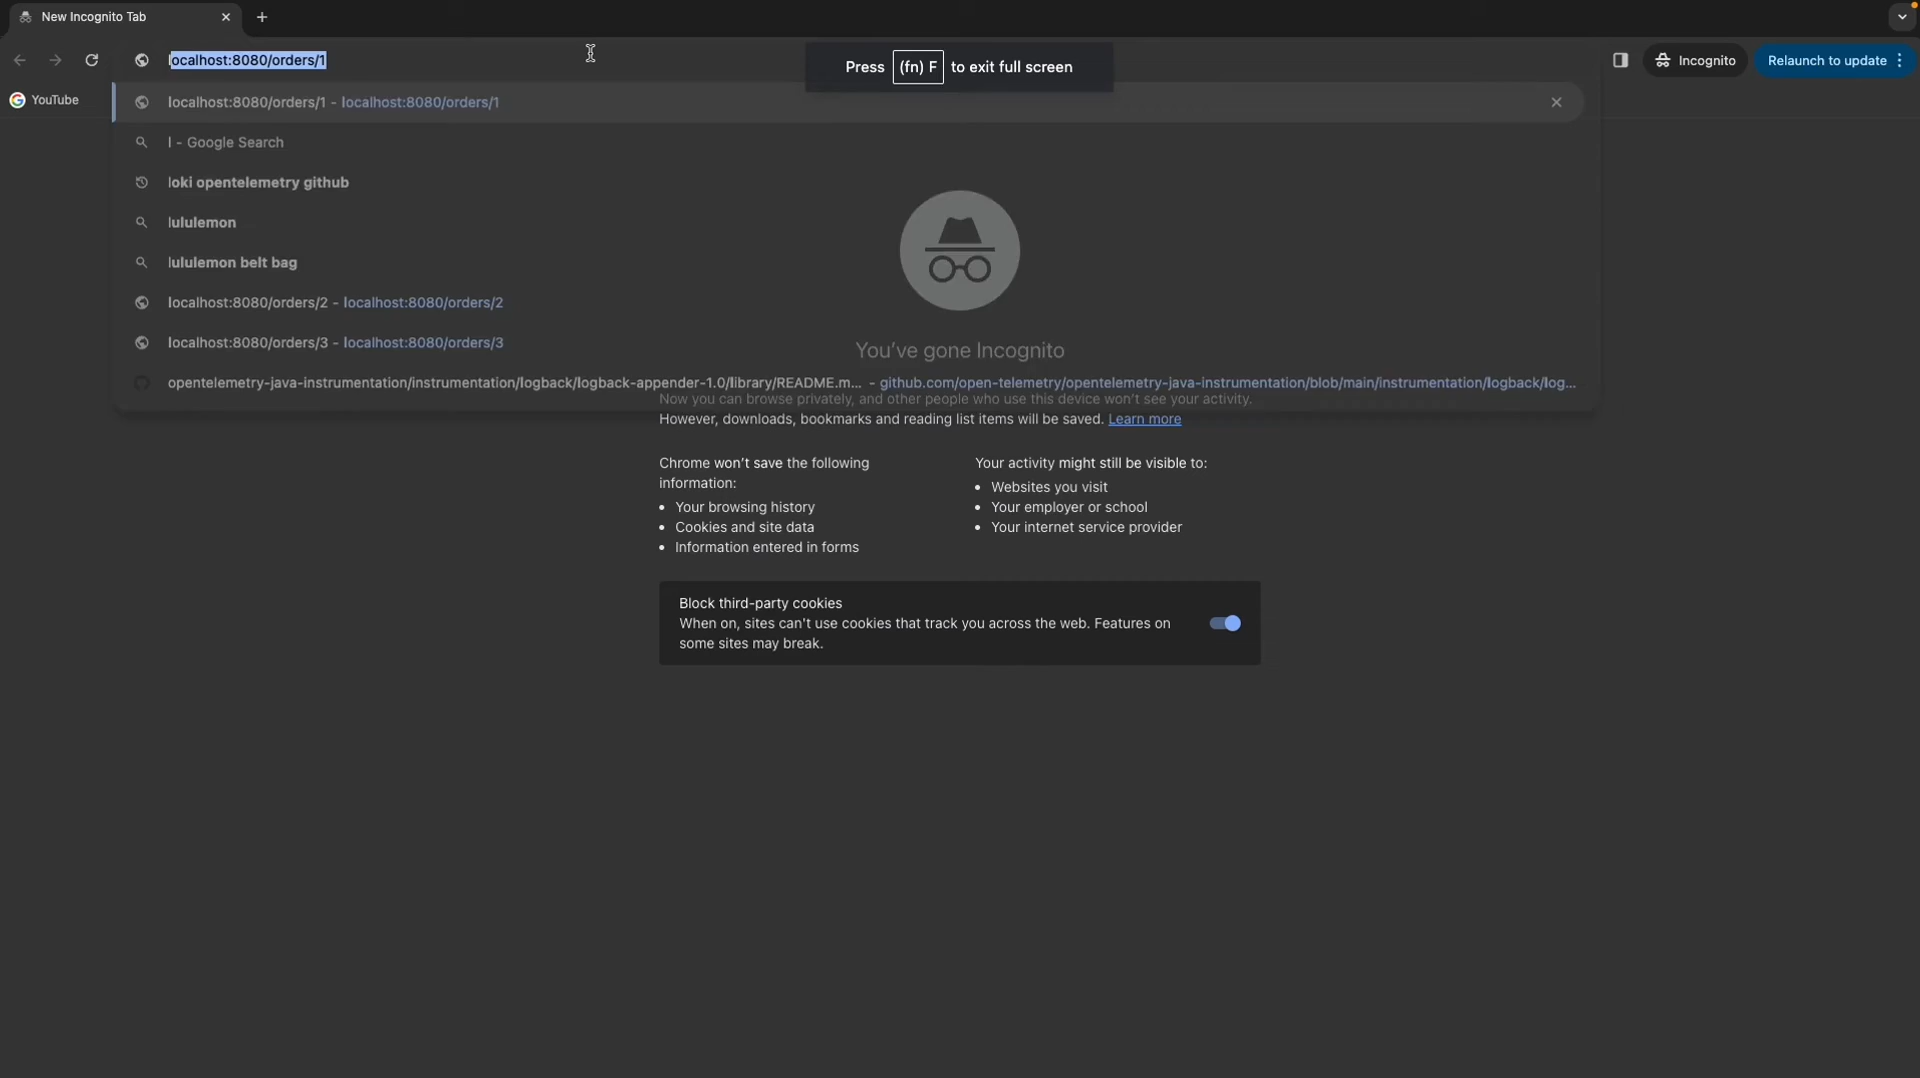 New Incognito Tab
localhost:8080/orders/1
Press (fn) F to exit full screen
Incognito
Relaunch to update
YouTube
localhost:8080/orders/1 - localhost:8080/orders/1
l - Google Search
loki opentelemetry github
lululemon
lululemon belt bag
localhost:8080/orders/2 - localhost:8080/orders/2
localhost:8080/orders/3 - localhost:8080/orders/3
You've gone Incognito
opentelemetry-java-instrumentation/instrumentation/logback/logback-appender-1.0/library/README.m... - github.com/open-telemetry/opentelemetry-java-instrumentation/blob/main/instrumentation/logback/log...
Now you can browse privately, and other people who use this device won't see your activity.
However, downloads, bookmarks and reading list items will be saved. Learn more
Chrome won't save the following
information:
• Your browsing history
• Cookies and site data
• Information entered in forms
Your activity might still be visible to:
• Websites you visit
• Your employer or school
• Your internet service provider
Block third-party cookies
When on, sites can't use cookies that track you across the web. Features on
some sites may break.